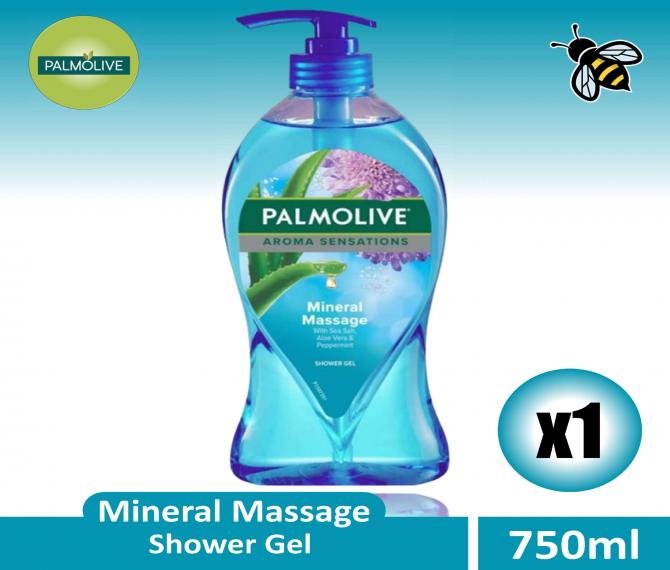 PALMOLIVE
PALMOLIVE
AROMA SENSATIONS
Mineral
Massage
With Sea Salt,
Aloe Vera &
Peppermint
SHOWER GEL
x1
Mineral Massage
Shower Gel
750ml